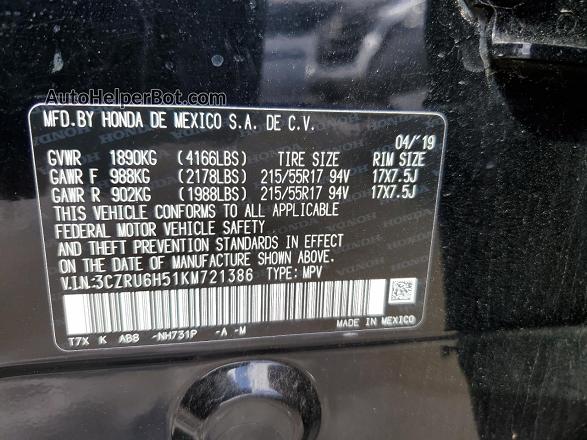 AutoHelperBot.com
MFD.BY HONDA DE MEXICO S.A. DE C.V.
04/'19
GVWR 1890KG (4166LBS) TIRE SIZE RIM SIZE
GAWR F 988KG (2178LBS) 215/55R17 94V 17X7.5J
GAWR R 902KG (1988LBS) 215/55R17 94V 17X7.5J
THIS VEHICLE CONFORMS TO ALL APPLICABLE
FEDERAL MOTOR VEHICLE SAFETY
AND THEFT PREVENTION STANDARDS IN EFFECT
ON THE DATE OF MANUFACTURE SHOWN ABOVE.
V.I.N:3CZRU6H51KM721386 TYPE: MPV
MADE IN MEXICO
T7X K AB8 -NH731P -A -M